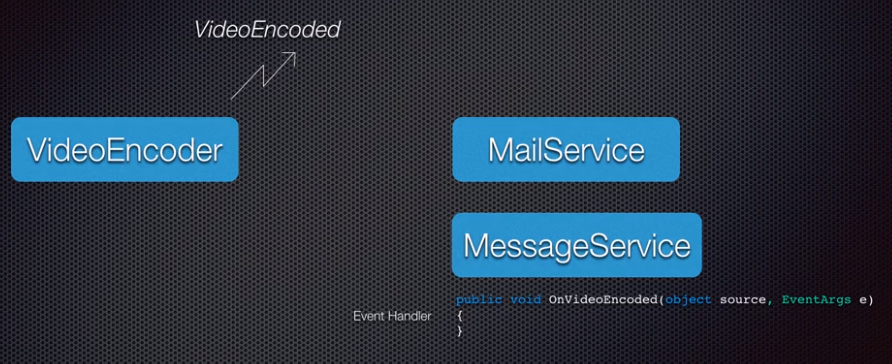 VideoEncoded
VideoEncoder
MailService
MessageService
Event Handler
public void OnVideoEncoded(object source, EventArgs e)
{
}